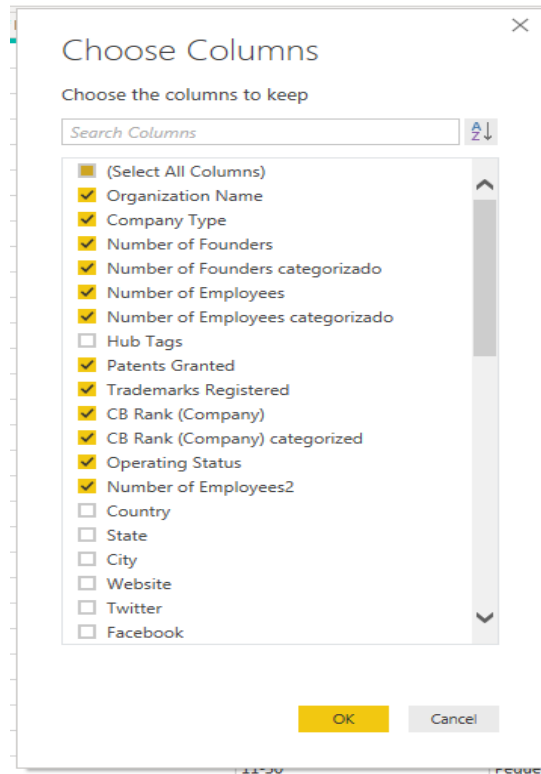 Choose Columns
Choose the columns to keep
Search Columns
(Select All Columns)
Organization Name
Company Type
Number of Founders
Number of Founders categorizado
Number of Employees
Number of Employees categorizado
Hub Tags
Patents Granted
Trademarks Registered
CB Rank (Company)
CB Rank (Company) categorized
Operating Status
Number of Employees2
Country
State
City
Website
Twitter
Facebook
OK Cancel